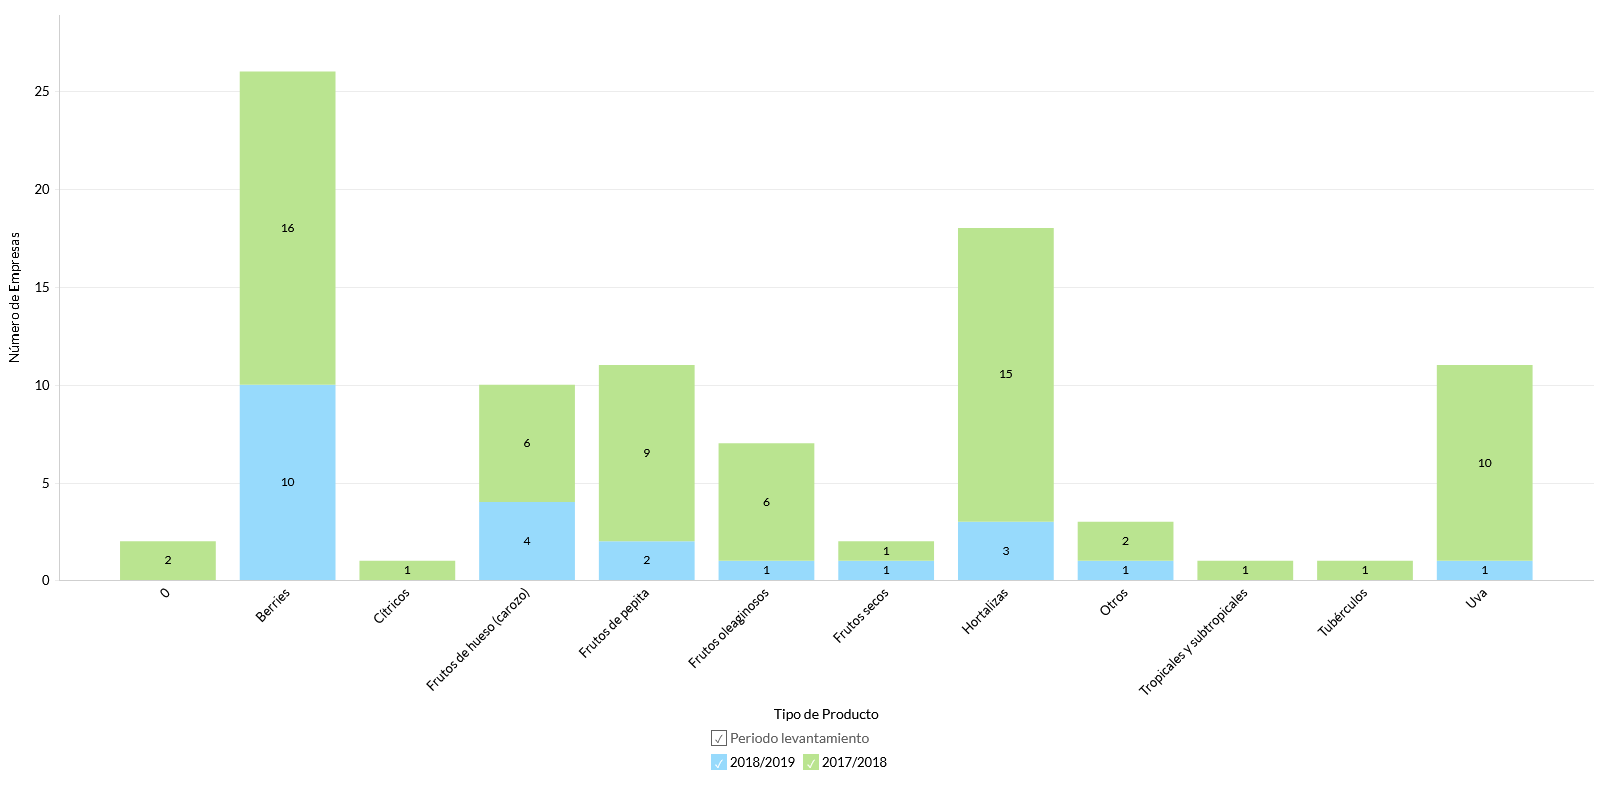 Número de Empresas
25
20
15
10
5
0
2
16
10
1
6
4
9
2
6
1
1
1
15
3
2
1
1
1
10
1
0
Berries
Cítricos
Frutos de hueso (carozo)
Frutos de pepita
Frutos oleaginosos
Frutos secos
Hortalizas
Otros
Tropicales y subtropicales
Tubérculos
Uva
Tipo de Producto
Periodo levantamiento
2018/2019 2017/2018